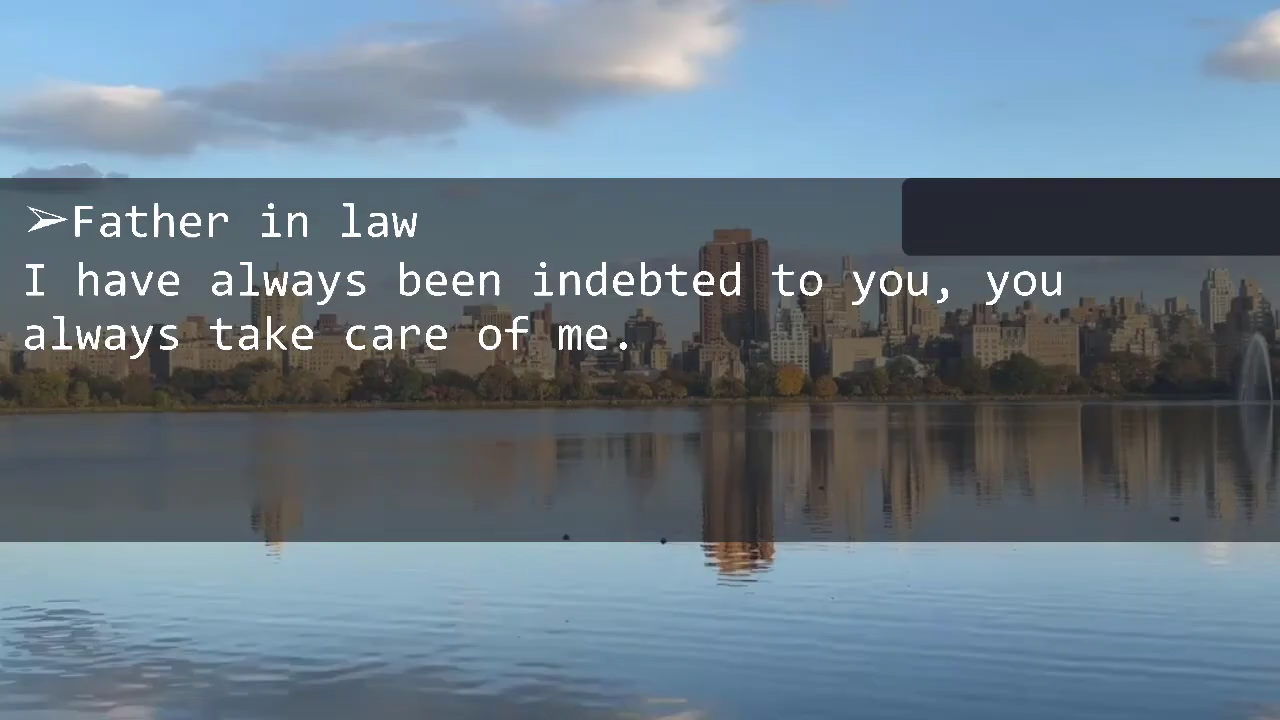 ➢Father in law
I have always been indebted to you, you
always take care of me.